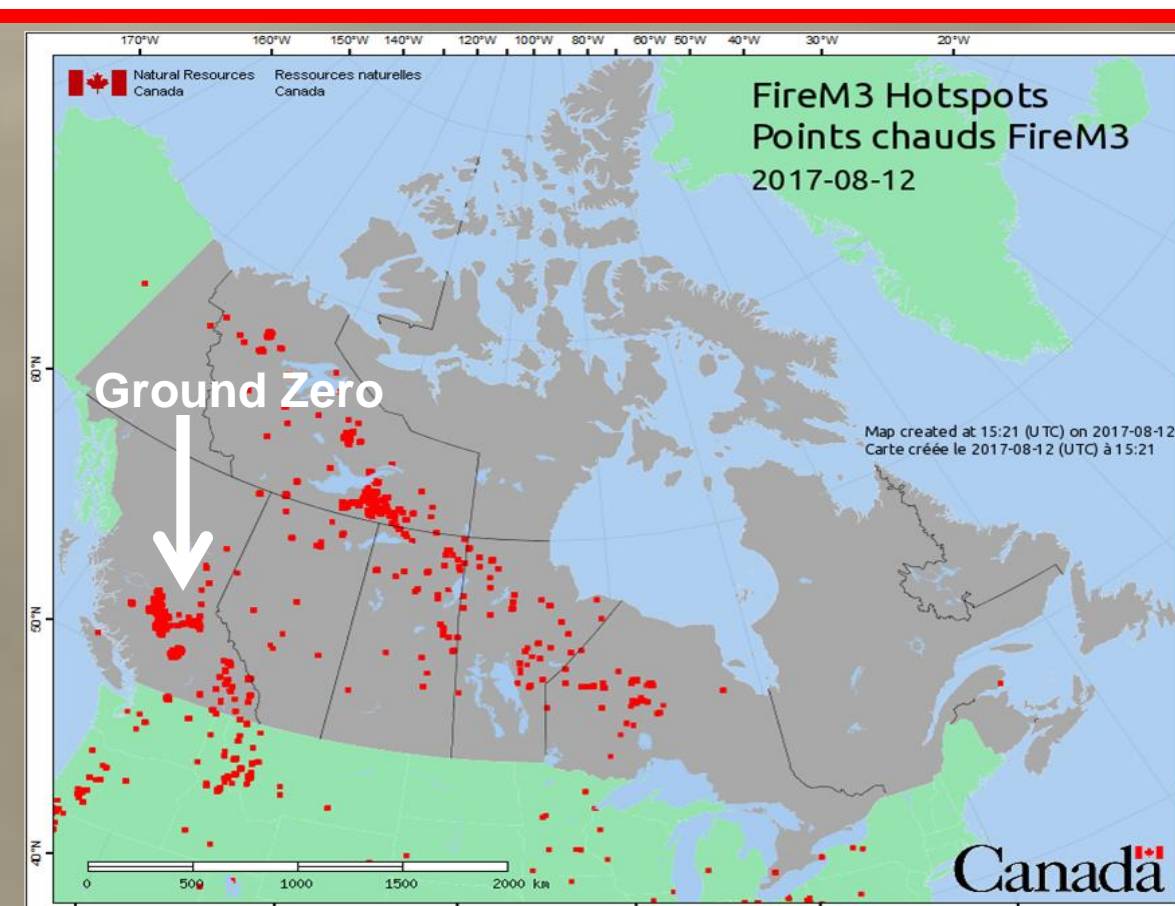 170°W 160°W 150°W 140°W 120°W 100°W 80°W 60°W 50°W 40°W 30°W 20°W
Natural Resources Ressources naturelles
Canada Canada
FireM3 Hotspots
Points chauds FireM3
2017-08-12
60°N
Ground Zero
Map created at 15:21 (UTC) on 2017-08-12
Carte créée le 2017-08-12 (UTC) à 15:21
50°N
40°N
0 500 1000 1500 2000 km
Canada